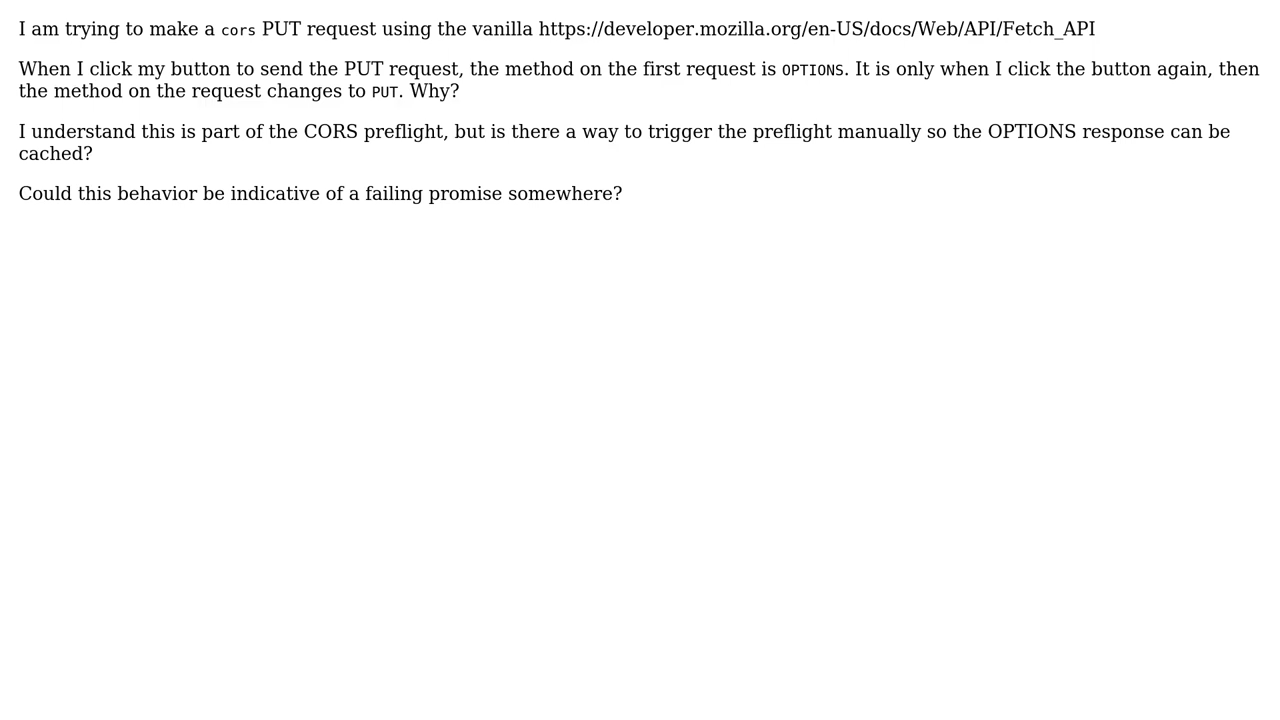 I am trying to make a cors PUT request using the vanilla https://developer.mozilla.org/en-US/docs/Web/API/Fetch_API
When I click my button to send the PUT request, the method on the first request is OPTIONS. It is only when I click the button again, then
the method on the request changes to PUT. Why?
I understand this is part of the CORS preflight, but is there a way to trigger the preflight manually so the OPTIONS response can be
cached?
Could this behavior be indicative of a failing promise somewhere?